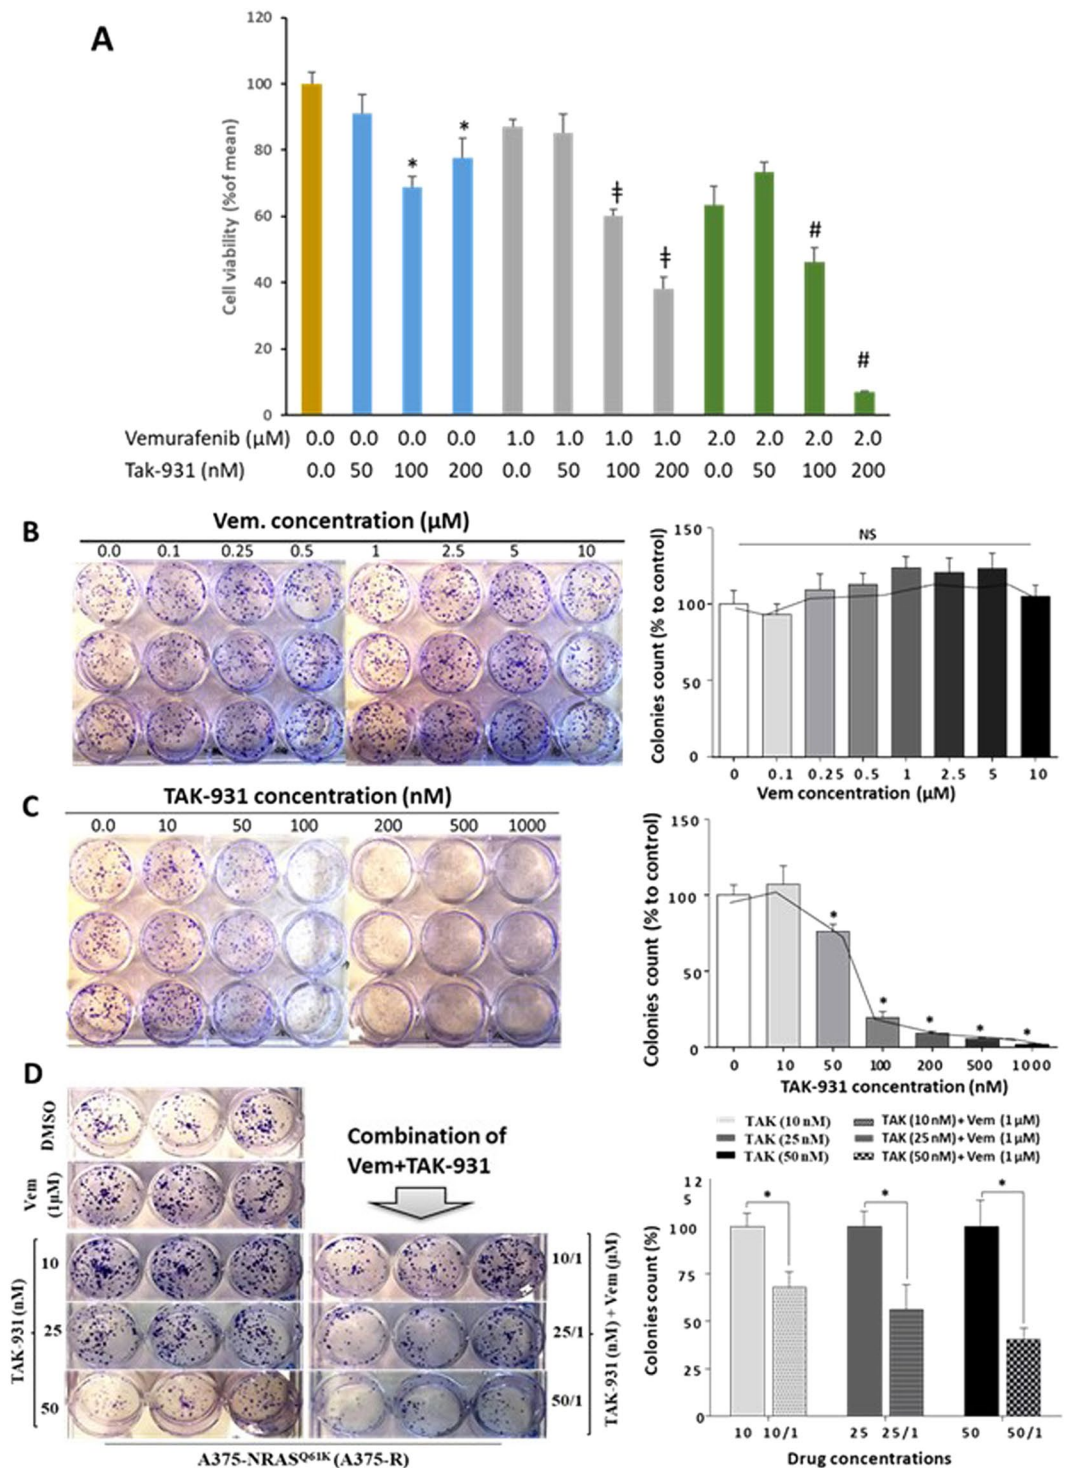 A
120
100
80
60
40
20
0
Cell viability (%of mean)
* * ‡ ‡ # #
Vemurafenib (µM) 0.0 0.0 0.0 0.0 1.0 1.0 1.0 1.0 2.0 2.0 2.0 2.0
Tak-931 (nM) 0.0 50 100 200 0.0 50 100 200 0.0 50 100 200
B
Vem. concentration (µM)
0.0 0.1 0.25 0.5 1 2.5 5 10
150
100
50
0
Colonies count (% to control)
NS
0 0.1 0.25 0.5 1 2.5 5 10
Vem concentration (µM)
C
TAK-931 concentration (nM)
0.0 10 50 100 200 500 1000
150
100
50
0
Colonies count (% to control)
* * * * *
0 10 50 100 200 500 1000
TAK-931 concentration (nM)
D
DMSO
Vem
(1µM)
TAK-931 (nM)
10
25
50
Combination of
Vem+TAK-931
10/1
25/1
50/1
TAK-931 (nM) + Vem (µM)
A375-NRASQ61K (A375-R)
TAK (10 nM) TAK (10 nM)+ Vem (1 µM)
TAK (25 nM) TAK (25 nM)+ Vem (1 µM)
TAK (50 nM) TAK (50 nM)+ Vem (1 µM)
12
5
100
75
50
25
0
Colonies count (%)
* * *
10 10/1 25 25/1 50 50/1
Drug concentrations